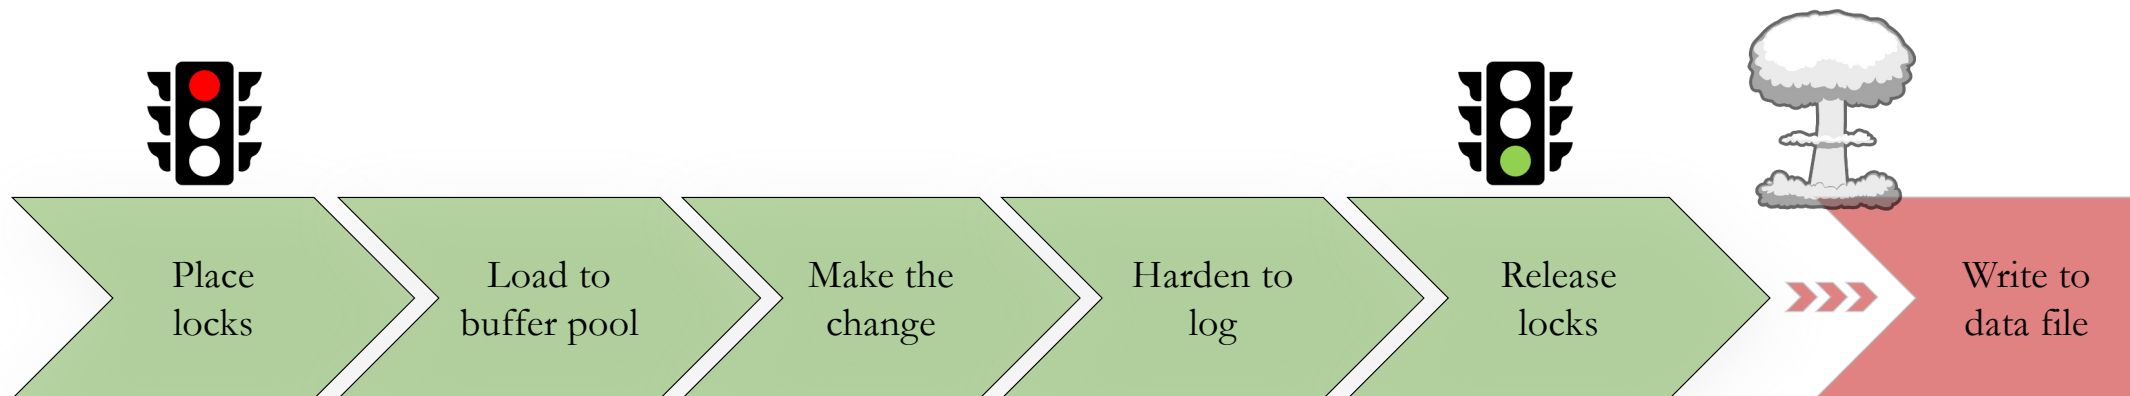 Place
locks
Load to
buffer pool
Make the
change
Harden to
log
Release
locks
Write to
data file